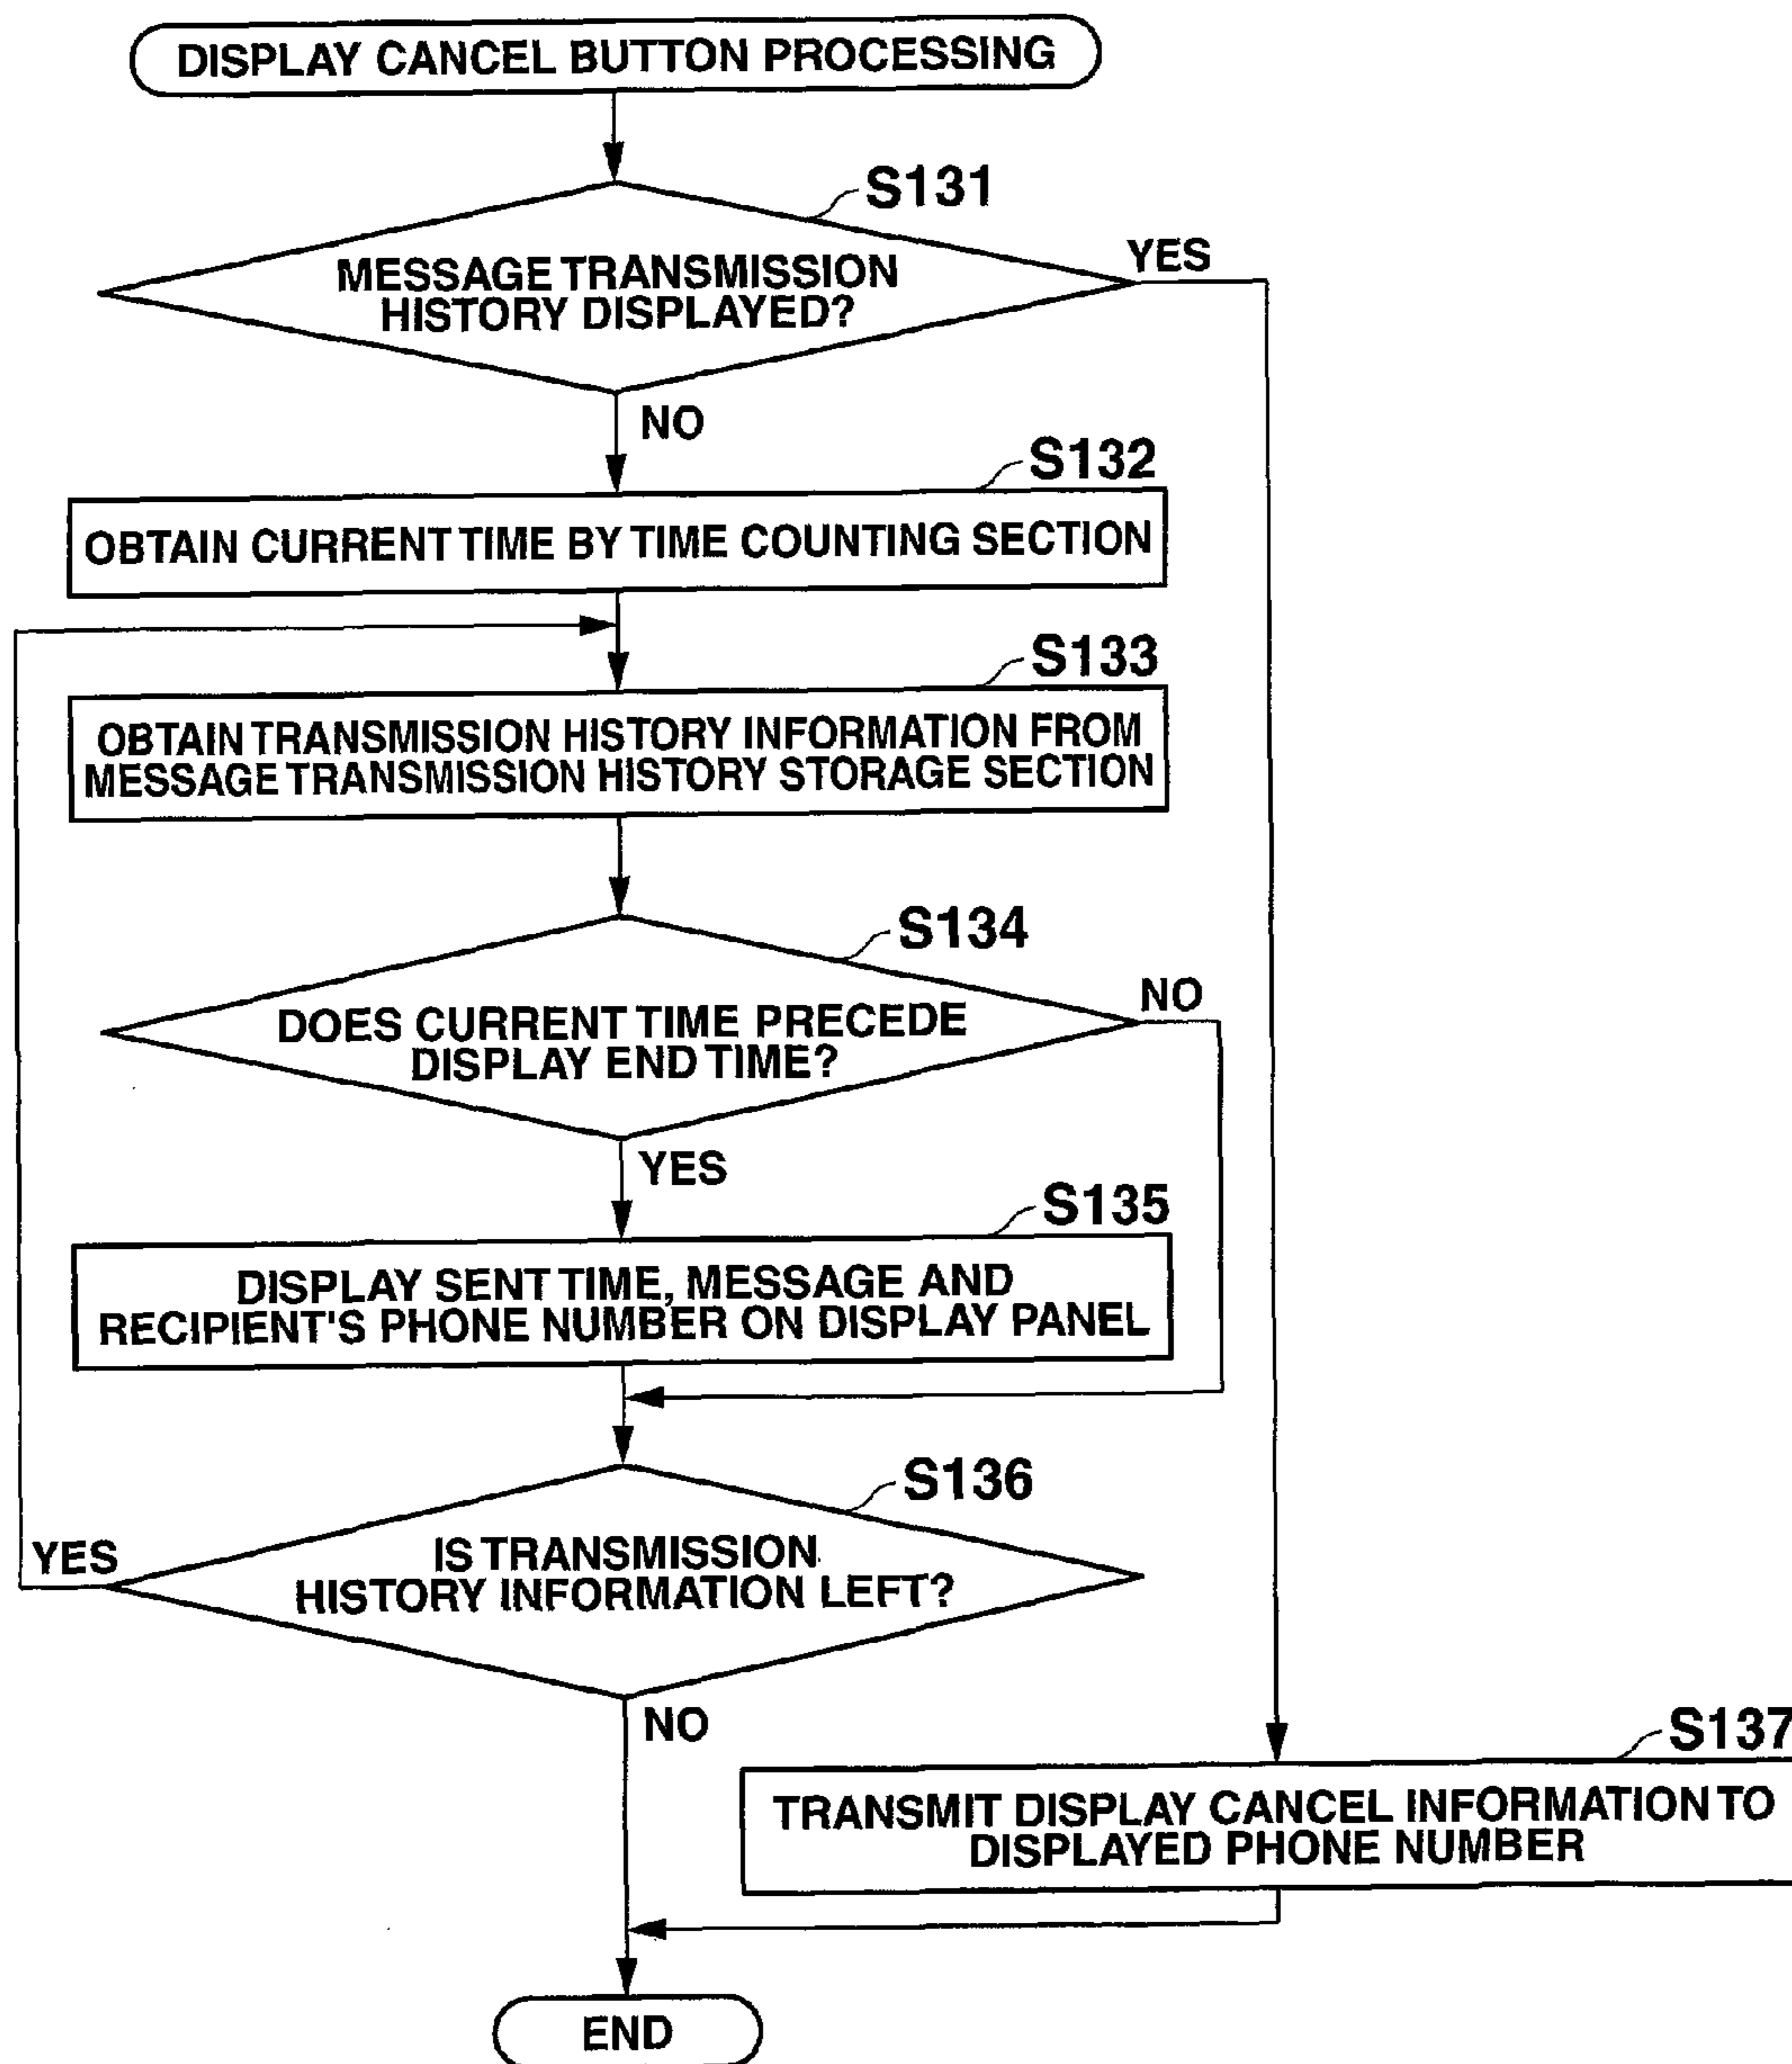 DISPLAY CANCEL BUTTON PROCESSING
S131
MESSAGE TRANSMISSION
HISTORY DISPLAYED?
YES
NO
S132
OBTAIN CURRENT TIME BY TIME COUNTING SECTION
S133
OBTAIN TRANSMISSION HISTORY INFORMATION FROM
MESSAGE TRANSMISSION HISTORY STORAGE SECTION
S134
DOES CURRENT TIME PRECEDE
DISPLAY END TIME?
NO
YES
S135
DISPLAY SENT TIME, MESSAGE AND
RECIPIENT'S PHONE NUMBER ON DISPLAY PANEL
S136
IS TRANSMISSION
HISTORY INFORMATION LEFT?
YES
NO
S137
TRANSMIT DISPLAY CANCEL INFORMATION TO
DISPLAYED PHONE NUMBER
END